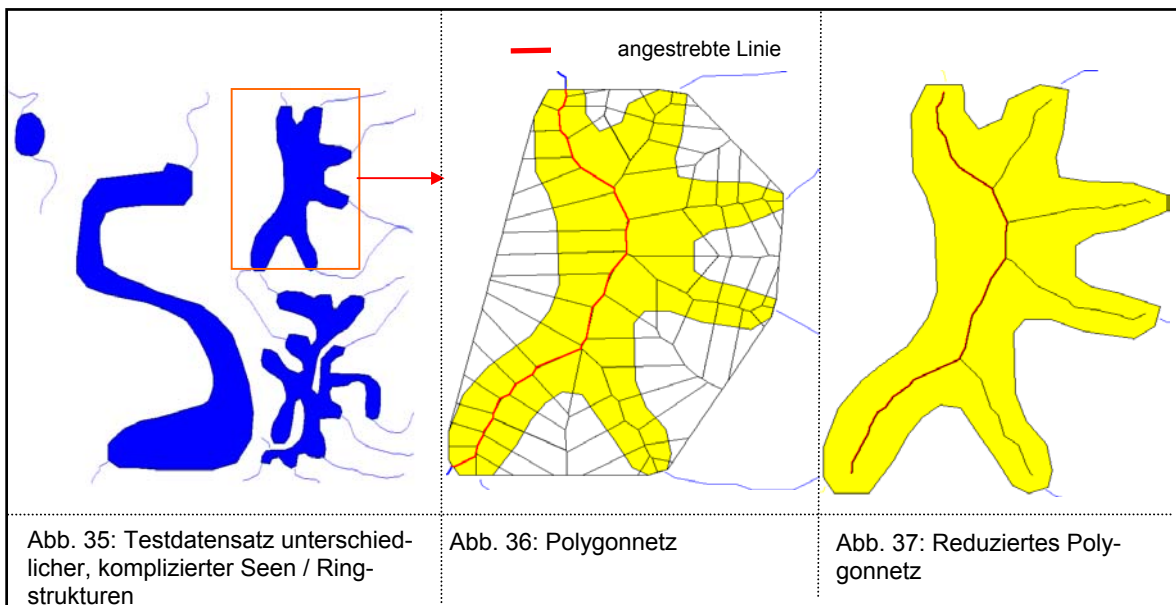 angestrebte Linie
Abb. 35: Testdatensatz unterschied-
licher, komplizierter Seen / Ring-
strukturen
Abb. 36: Polygonnetz
Abb. 37: Reduziertes Poly-
gonnetz